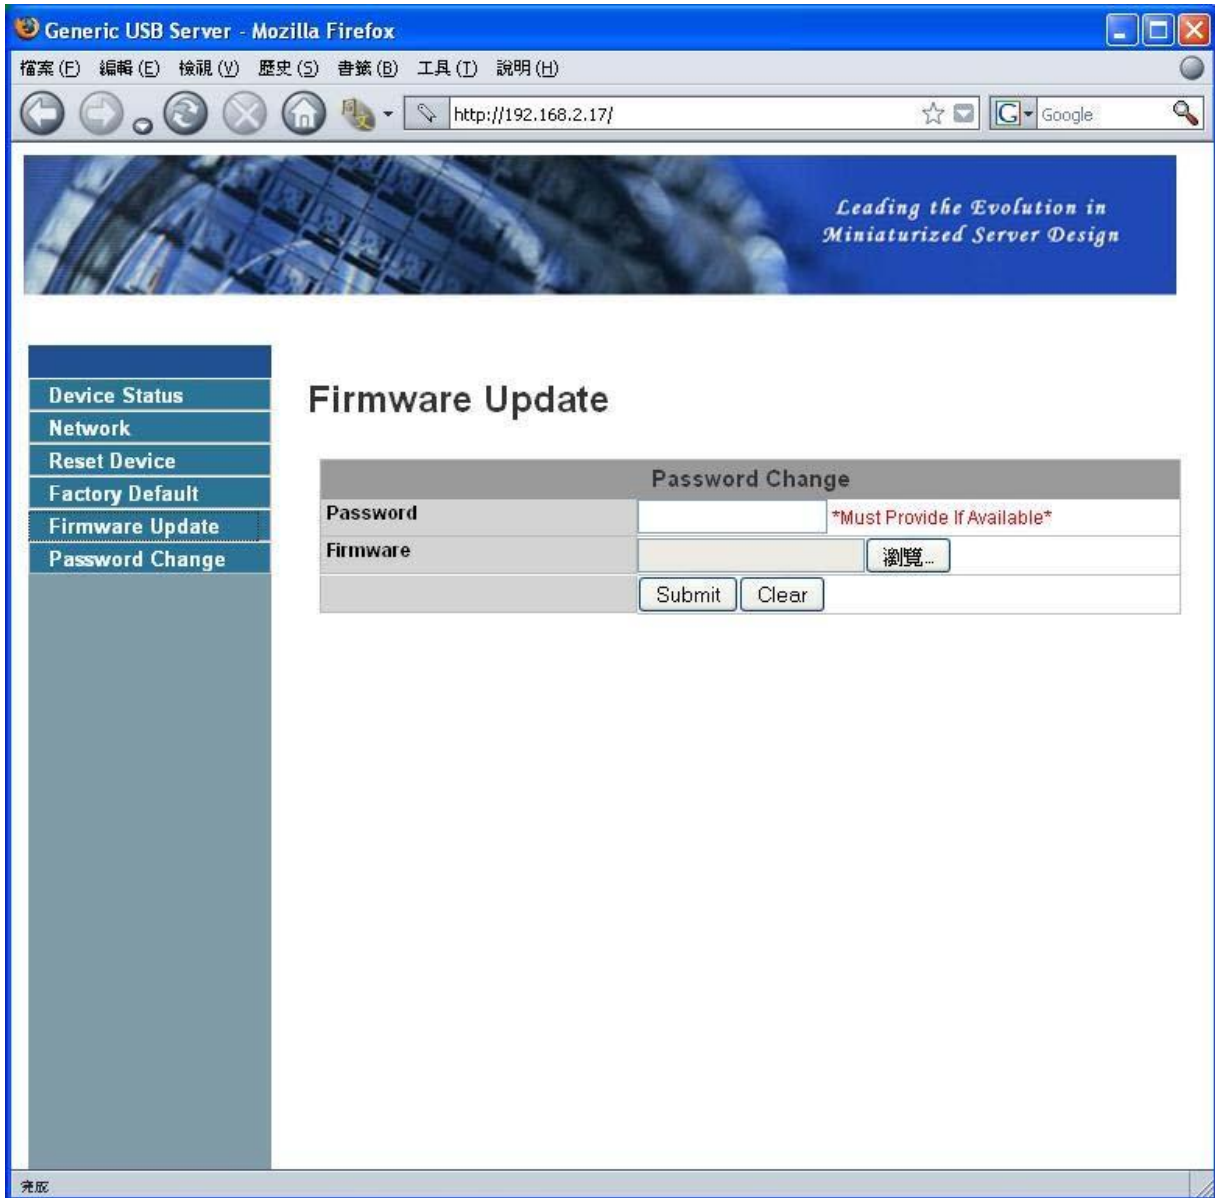 Generic USB Server - Mozilla Firefox
檔案(F) 編輯(E) 檢視(V) 歷史(S) 書籤(B) 工具(T) 說明(H)
http://192.168.2.17/
Google
Leading the Evolution in
Miniaturized Server Design
Device Status
Network
Reset Device
Factory Default
Firmware Update
Password Change
Firmware Update
Password Change
Password *Must Provide If Available*
Firmware 瀏覽...
Submit Clear
完成